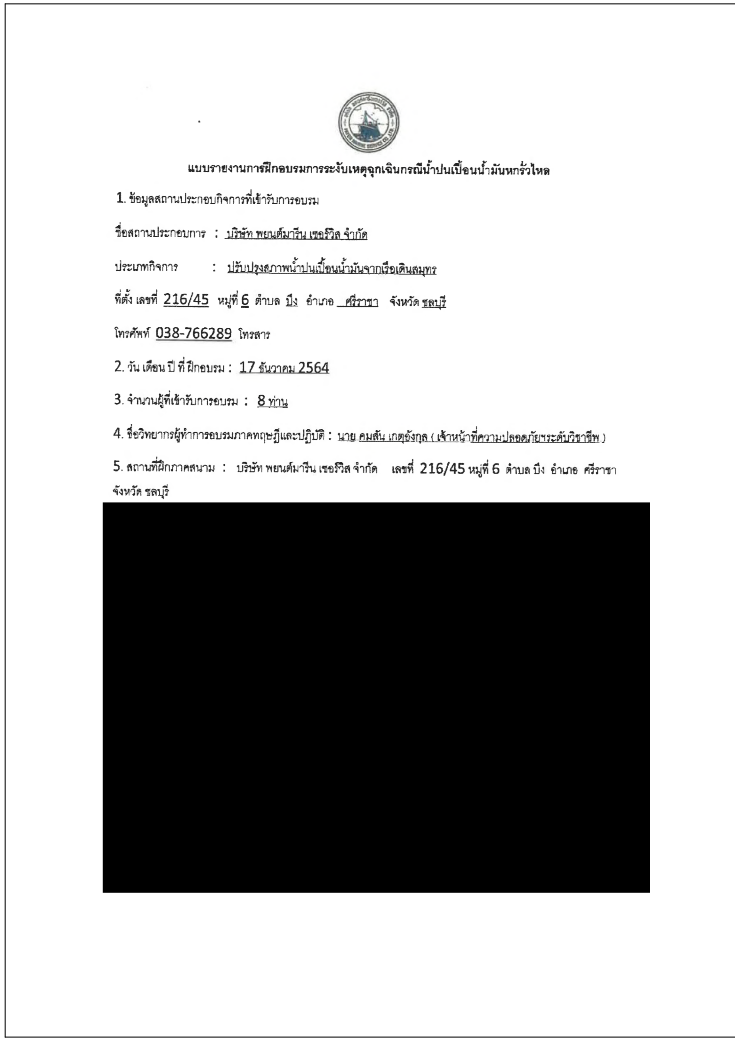 แบบรายงานการฝึกอบรมการระงับเหตุฉุกเฉินกรณีน้ำปนเปื้อนน้ำมันหกรั่วไหล
1. ข้อมูลสถานประกอบกิจการที่เข้ารับการอบรม
ชื่อสถานประกอบการ : บริษัท พยนต์มารีน เซอร์วิส จำกัด
ประเภทกิจการ : ปรับปรุงสภาพน้ำปนเปื้อนน้ำมันจากเรือเดินสมุทร
ที่ตั้ง เลขที่ 216/45 หมู่ที่ 6 ตำบล บึง อำเภอ ศรีราชา จังหวัด ชลบุรี
โทรศัพท์ 038-766289 โทรสาร
2. วัน เดือน ปี ที่ ฝึกอบรม : 17 ธันวาคม 2564
3. จำนวนผู้ที่เข้ารับการอบรม : 8 ท่าน
4. ชื่อวิทยากรผู้ทำการอบรมภาคทฤษฎีและปฏิบัติ : นาย คมสัน เกตุอังกุล ( เจ้าหน้าที่ความปลอดภัยฯระดับวิชาชีพ )
5. สถานที่ฝึกภาคสนาม : บริษัท พยนต์มารีน เซอร์วิส จำกัด เลขที่ 216/45 หมู่ที่ 6 ตำบล บึง อำเภอ ศรีราชา
จังหวัด ชลบุรี